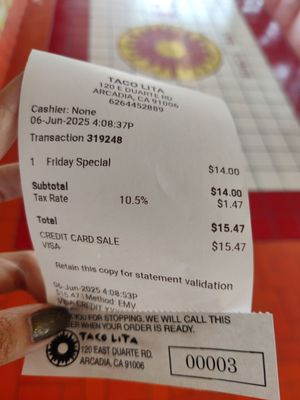 TACO LITA
120 E DUARTE RD
ARCADIA, CA 91006
6264452889
Cashier: None
06-Jun-2025 4:08:37P
Transaction 319248
1 Friday Special $14.00
Subtotal $14.00
Tax Rate 10.5% $1.47
Total $15.47
CREDIT CARD SALE $15.47
VISA
Retain this copy for statement validation
06-Jun-2025 4:08:53P
$15.47 | Method: EMV
VISA CREDIT
YOU FOR STOPPING. WE WILL CALL THIS
WHEN YOUR ORDER IS READY.
TACO LITA
120 EAST DUARTE RD.
ARCADIA, CA 91006
00003